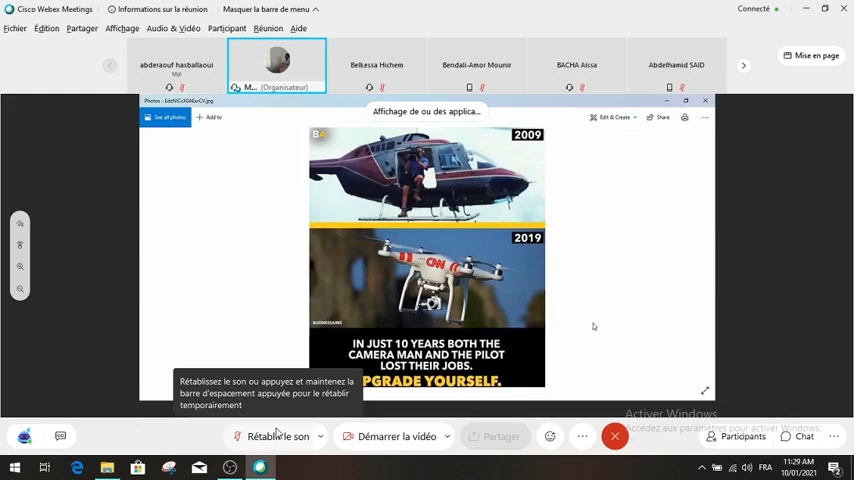 Cisco Webex Meetings
Informations sur la réunion
Masquer la barre de menu
Connecté
Fichier
Édition
Partager
Affichage
Audio & Vidéo
Participant
Réunion
Aide
abderaouf hasballaoui
Moi
M... (Organisateur)
Belkessa Hichem
Bendali-Amor Mounir
BACHA Aissa
Abdelhamid SAID
Mise en page
Affichage de ou des applica...
See all photos
Add to
Edit & Create
Share
BA
2009
2019
CNN
BUSINESSAINS
IN JUST 10 YEARS BOTH THE
CAMERA MAN AND THE PILOT
LOST THEIR JOBS.
PGRADE YOURSELF.
Rétablissez le son ou appuyez et maintenez la
barre d'espacement appuyée pour le rétablir
temporairement
Activer Windows
Accédez aux paramètres pour activer Windows.
Rétablir le son
Démarrer la vidéo
Partager
Participants
Chat
FRA
11:29 AM
10/01/2021
2